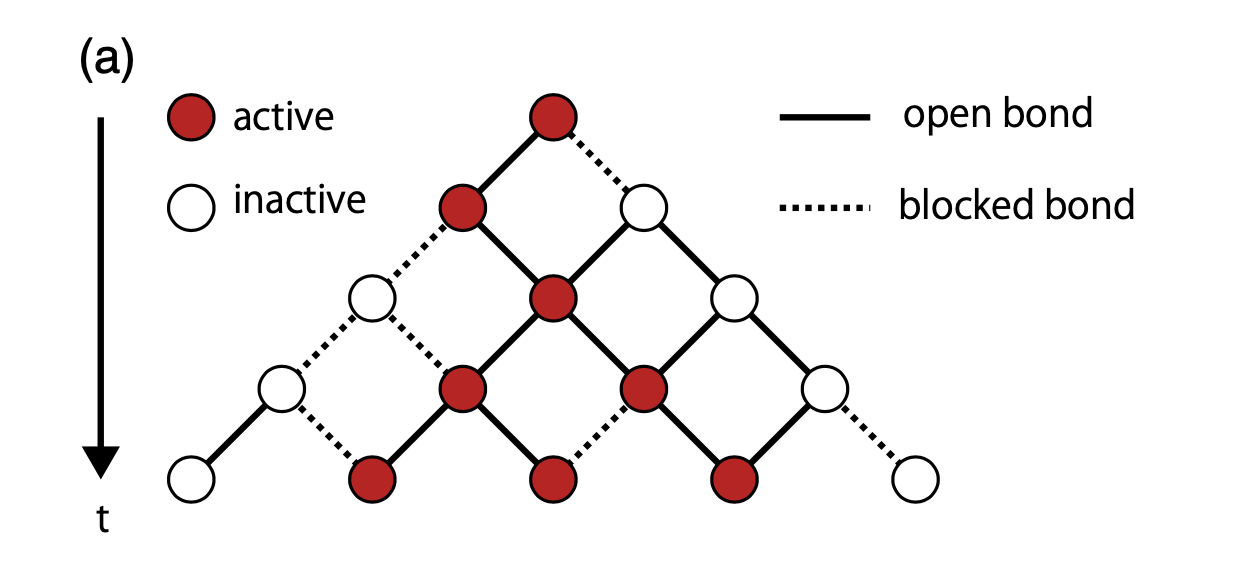 (a)
active
inactive
open bond
blocked bond
t